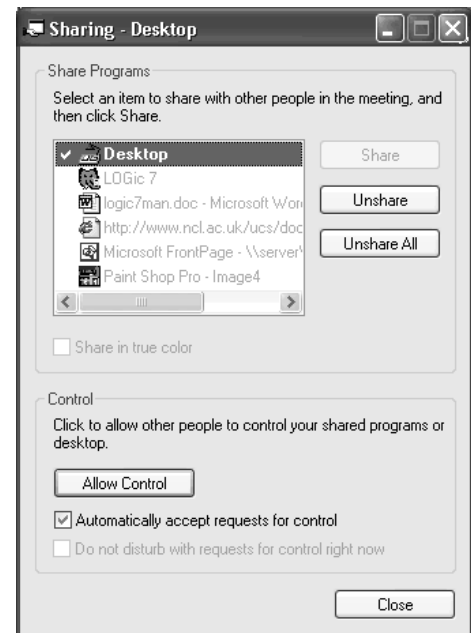 Sharing - Desktop
Share Programs
Select an item to share with other people in the meeting, and
then click Share.
Desktop
LOGic 7
logic7man.doc - Microsoft Wor
http://www.ncl.ac.uk/ucs/doc
Microsoft FrontPage - \\server
Paint Shop Pro - Image4
Share
Unshare
Unshare All
Share in true color
Control
Click to allow other people to control your shared programs or
desktop.
Allow Control
Automatically accept requests for control
Do not disturb with requests for control right now
Close